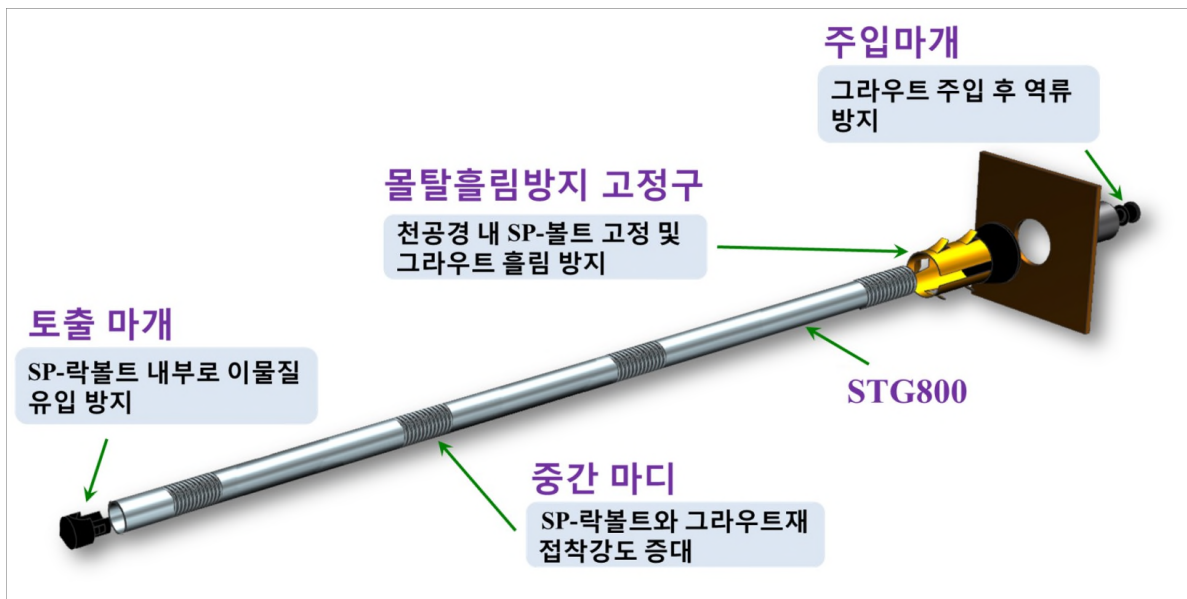 주입마개
그라우트 주입 후 역류
방지
몰탈흘림방지 고정구
천공경 내 SP-볼트 고정 및
그라우트 흘림 방지
토출 마개
SP-락볼트 내부로 이물질
유입 방지
STG800
중간 마디
SP-락볼트와 그라우트재
접착강도 증대